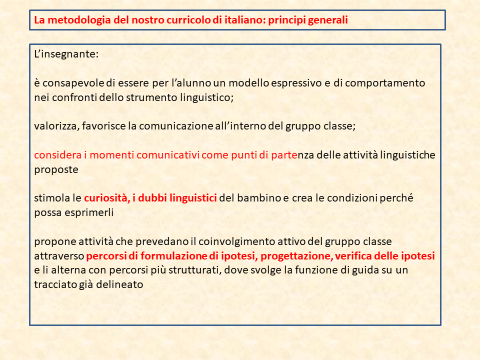 La metodologia del nostro curricolo di italiano: principi generali
L'insegnante:
è consapevole di essere per l'alunno un modello espressivo e di comportamento
nei confronti dello strumento linguistico;
valorizza, favorisce la comunicazione all'interno del gruppo classe;
considera i momenti comunicativi come punti di partenza delle attività linguistiche
proposte
stimola le curiosità, i dubbi linguistici del bambino e crea le condizioni perché
possa esprimerli
propone attività che prevedano il coinvolgimento attivo del gruppo classe
attraverso percorsi di formulazione di ipotesi, progettazione, verifica delle ipotesi
e li alterna con percorsi più strutturati, dove svolge la funzione di guida su un
tracciato già delineato